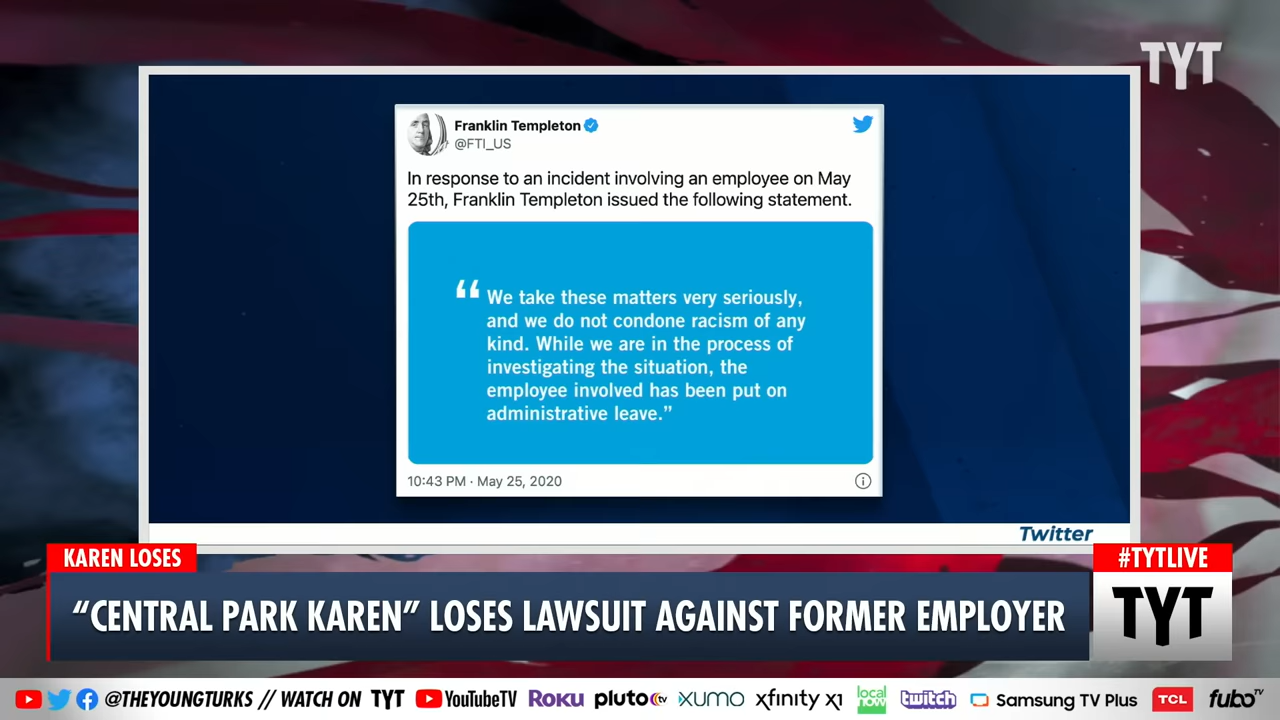 TYT
Franklin Templeton
@FTI_US
In response to an incident involving an employee on May
25th, Franklin Templeton issued the following statement.
“ We take these matters very seriously,
and we do not condone racism of any
kind. While we are in the process of
investigating the situation, the
employee involved has been put on
administrative leave.”
10:43 PM · May 25, 2020
Twitter
KAREN LOSES
#TYTLIVE
“CENTRAL PARK KAREN” LOSES LAWSUIT AGAINST FORMER EMPLOYER
TYT
@THEYOUNGTURKS // WATCH ON TYT YouTubeTV ROKU pluto tv xumo xfinity x1 local now twitch Samsung TV Plus TCL fubo TV